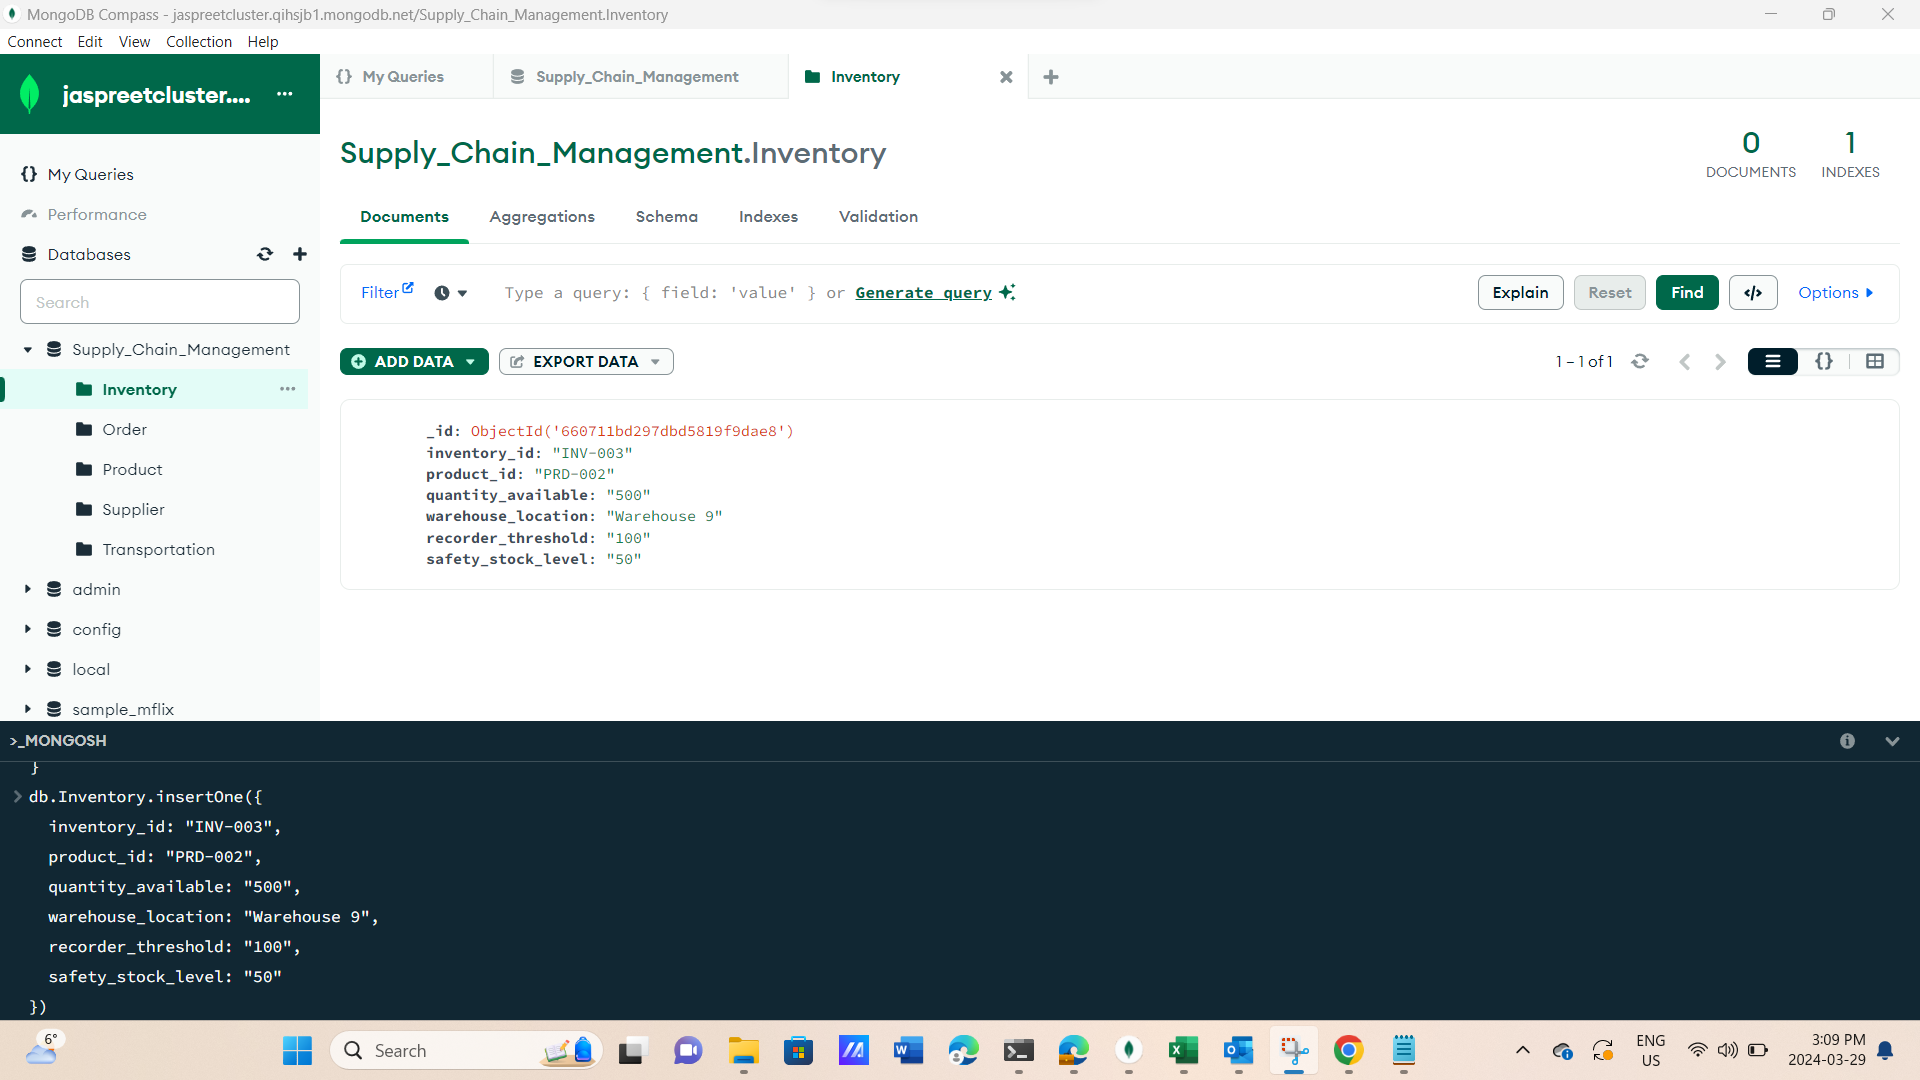 MongoDB Compass - jaspreetcluster.qihsjb1.mongodb.net/Supply_Chain_Management.Inventory
Connect Edit View Collection Help
jaspreetcluster.... ...
My Queries
Performance
Databases
Search
Supply_Chain_Management
Inventory
Order
Product
Supplier
Transportation
admin
config
local
sample_mflix
{} My Queries
Supply_Chain_Management
Inventory
Supply_Chain_Management.Inventory
0
DOCUMENTS
1
INDEXES
Documents Aggregations Schema Indexes Validation
Filter Type a query: { field: 'value' } or Generate query Explain Reset Find </> Options
ADD DATA EXPORT DATA 1 – 1 of 1 {}
_id: ObjectId('660711bd297dbd5819f9dae8')
inventory_id: "INV-003"
product_id: "PRD-002"
quantity_available: "500"
warehouse_location: "Warehouse 9"
recorder_threshold: "100"
safety_stock_level: "50"
>_MONGOSH
}
> db.Inventory.insertOne({
inventory_id: "INV-003",
product_id: "PRD-002",
quantity_available: "500",
warehouse_location: "Warehouse 9",
recorder_threshold: "100",
safety_stock_level: "50"
})
6°
Search
ENG
US
3:09 PM
2024-03-29